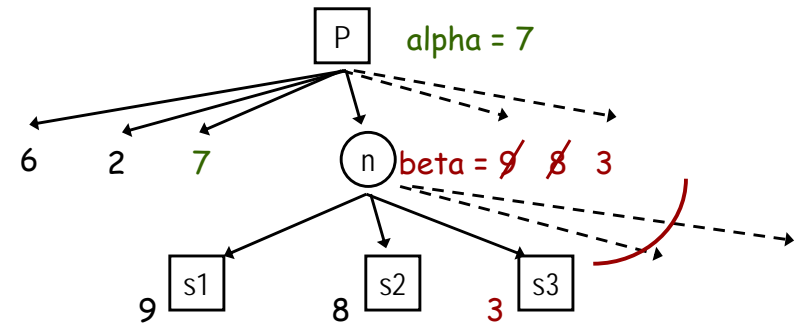 P alpha = 7
6 2 7 n beta = 9 8 3
s1 s2 s3
9 8 3